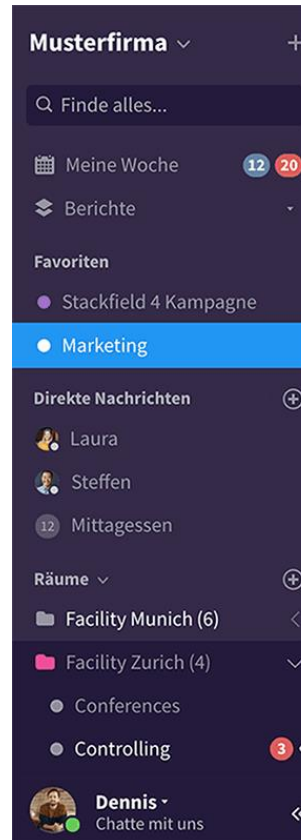 Musterfirma
Finde alles...
Meine Woche 12 20
Berichte
Favoriten
Stackfield 4 Kampagne
Marketing
Direkte Nachrichten
Laura
Steffen
12 Mittagessen
Räume
Facility Munich (6)
Facility Zurich (4)
Conferences
Controlling 3
Dennis
Chatte mit uns